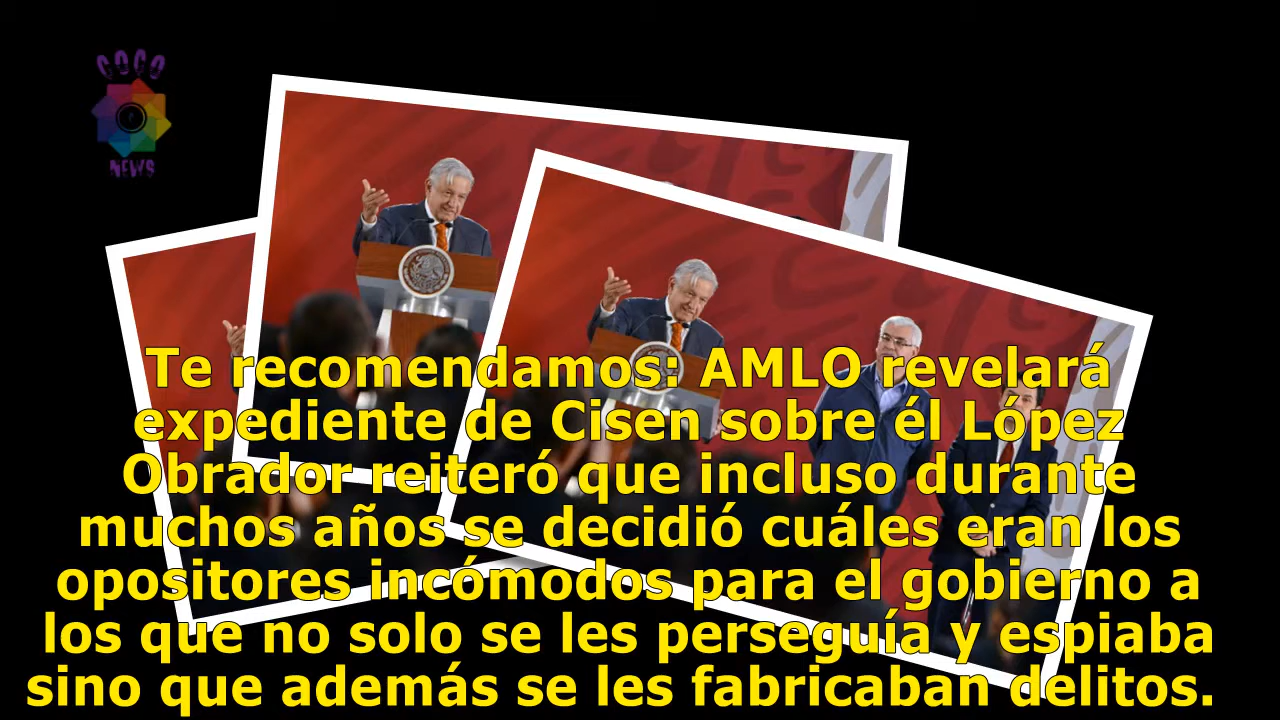 COCO
NEWS
Te recomendamos: AMLO revelará
expediente de Cisen sobre él López
Obrador reiteró que incluso durante
muchos años se decidió cuáles eran los
opositores incómodos para el gobierno a
los que no solo se les perseguía y espiaba
sino que además se les fabricaban delitos.